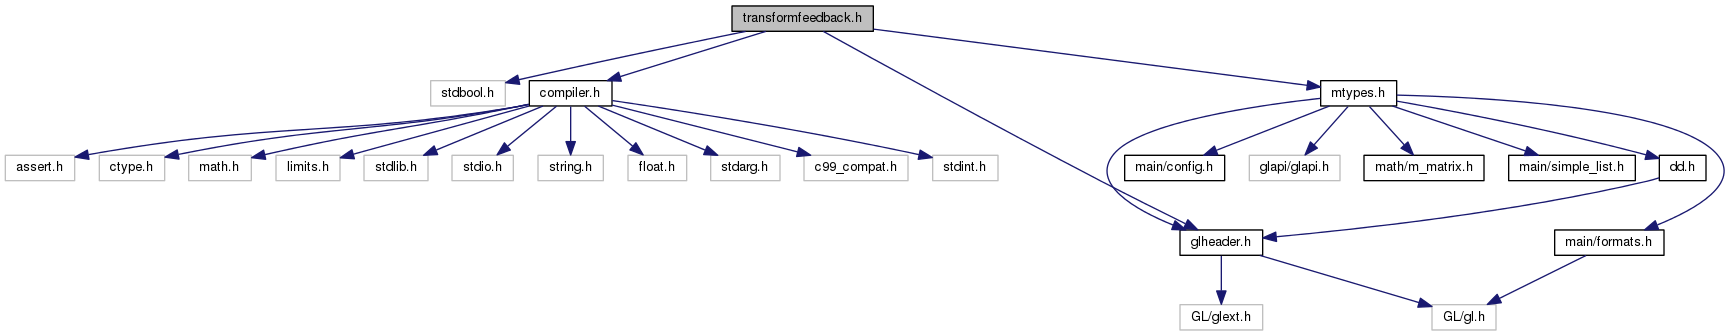 transformfeedback.h
stdbool.h
compiler.h
mtypes.h
assert.h
ctype.h
math.h
limits.h
stdlib.h
stdio.h
string.h
float.h
stdarg.h
c99_compat.h
stdint.h
main/config.h
glapi/glapi.h
math/m_matrix.h
main/simple_list.h
dd.h
glheader.h
main/formats.h
GL/glext.h
GL/gl.h